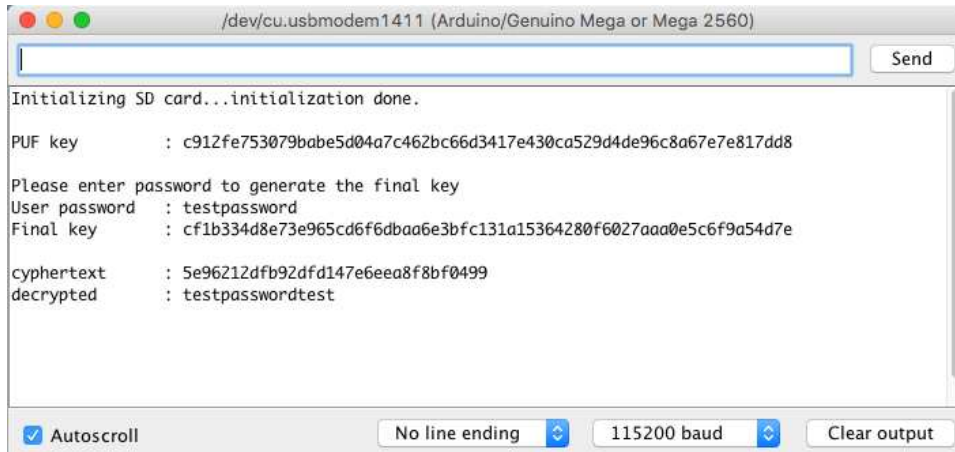 /dev/cu.usbmodem1411 (Arduino/Genuino Mega or Mega 2560)
Send
Initializing SD card...initialization done.
PUF key : c912fe753079babe5d04a7c462bc66d3417e430ca529d4de96c8a67e7e817dd8
Please enter password to generate the final key
User password : testpassword
Final key : cf1b334d8e73e965cd6f6dbaa6e3bfc131a15364280f6027aaa0e5c6f9a54d7e
cyphertext : 5e96212dfb92dfd147e6eea8f8bf0499
decrypted : testpasswordtest
Autoscroll No line ending 115200 baud Clear output